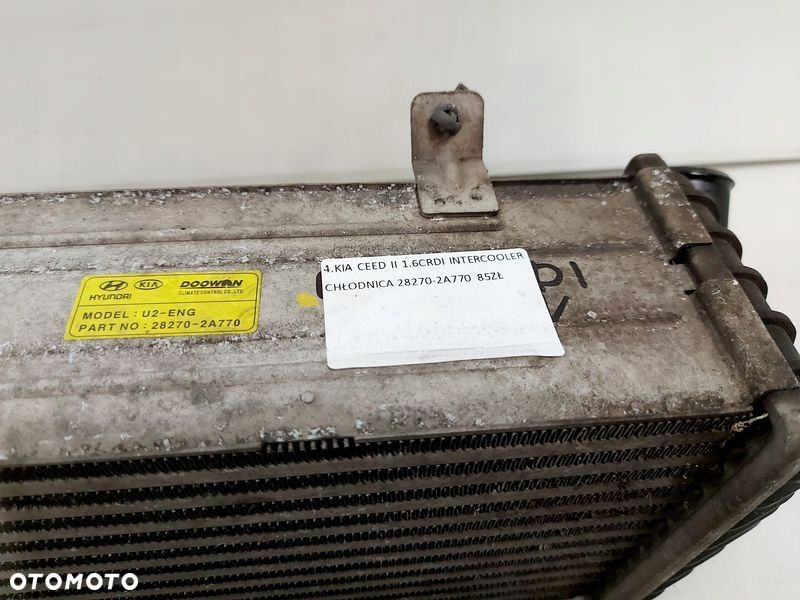 4.KIA CEED II 1.6CRDI INTERCOOLER
CHŁODNICA 28270-2A770 85ZŁ
HYUNDAI KIA DOOWON
CLIMATE CONTROL CO.,LTD
MODEL : U2-ENG
PART NO : 28270-2A770
OTOMOTO